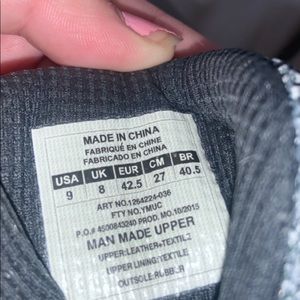 MADE IN CHINA
FABRIQUÉ EN CHINE
FABRICADO EN CHINA
USA UK EUR CM BR
9 8 42.5 27 40.5
ART NO.1264224-036
FTY NO.YMUC
P.O.# 4500843240 PROD. MO.10/2015
MAN MADE UPPER
UPPER:LEATHER+TEXTILE
UPPER LINING:TEXTILE
OUTSOLE:RUBBER